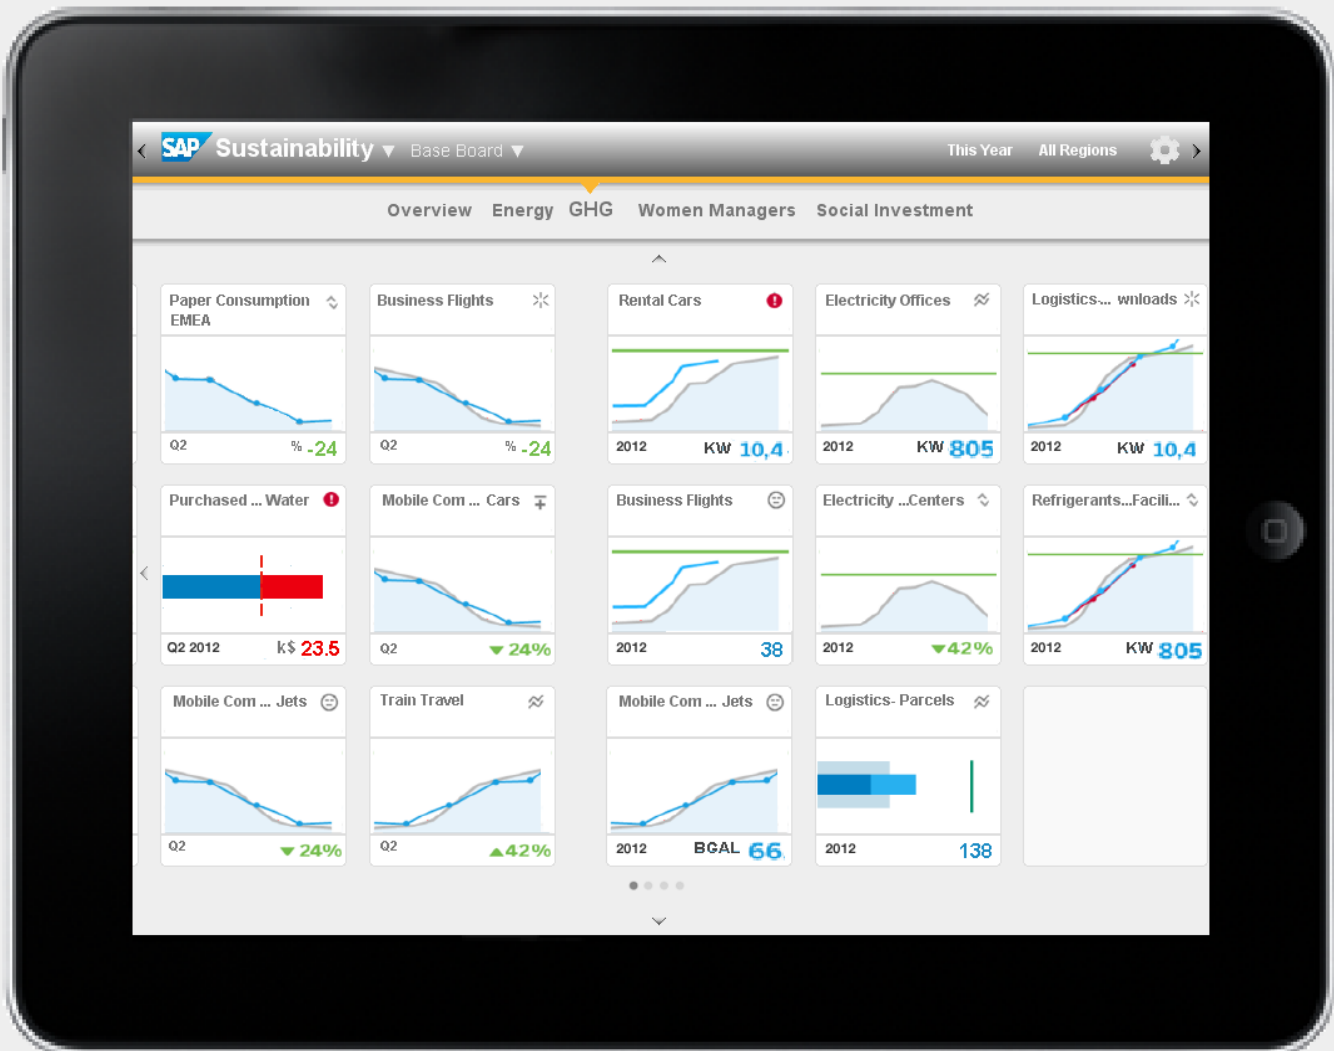 SAP Sustainability Base Board This Year All Regions
Overview Energy GHG Women Managers Social Investment
Paper Consumption
EMEA
Q2 % -24
Business Flights
Q2 % -24
Rental Cars
2012 KW 10,4
Electricity Offices
2012 KW 805
Logistics-... wnloads
2012 KW 10,4
Purchased ... Water
Q2 2012 k$ 23.5
Mobile Com ... Cars
Q2 24%
Business Flights
2012 38
Electricity ...Centers
2012 42%
Refrigerants...Facili...
2012 KW 805
Mobile Com ... Jets
Q2 24%
Train Travel
Q2 42%
Mobile Com ... Jets
2012 BGAL 66
Logistics- Parcels
2012 138